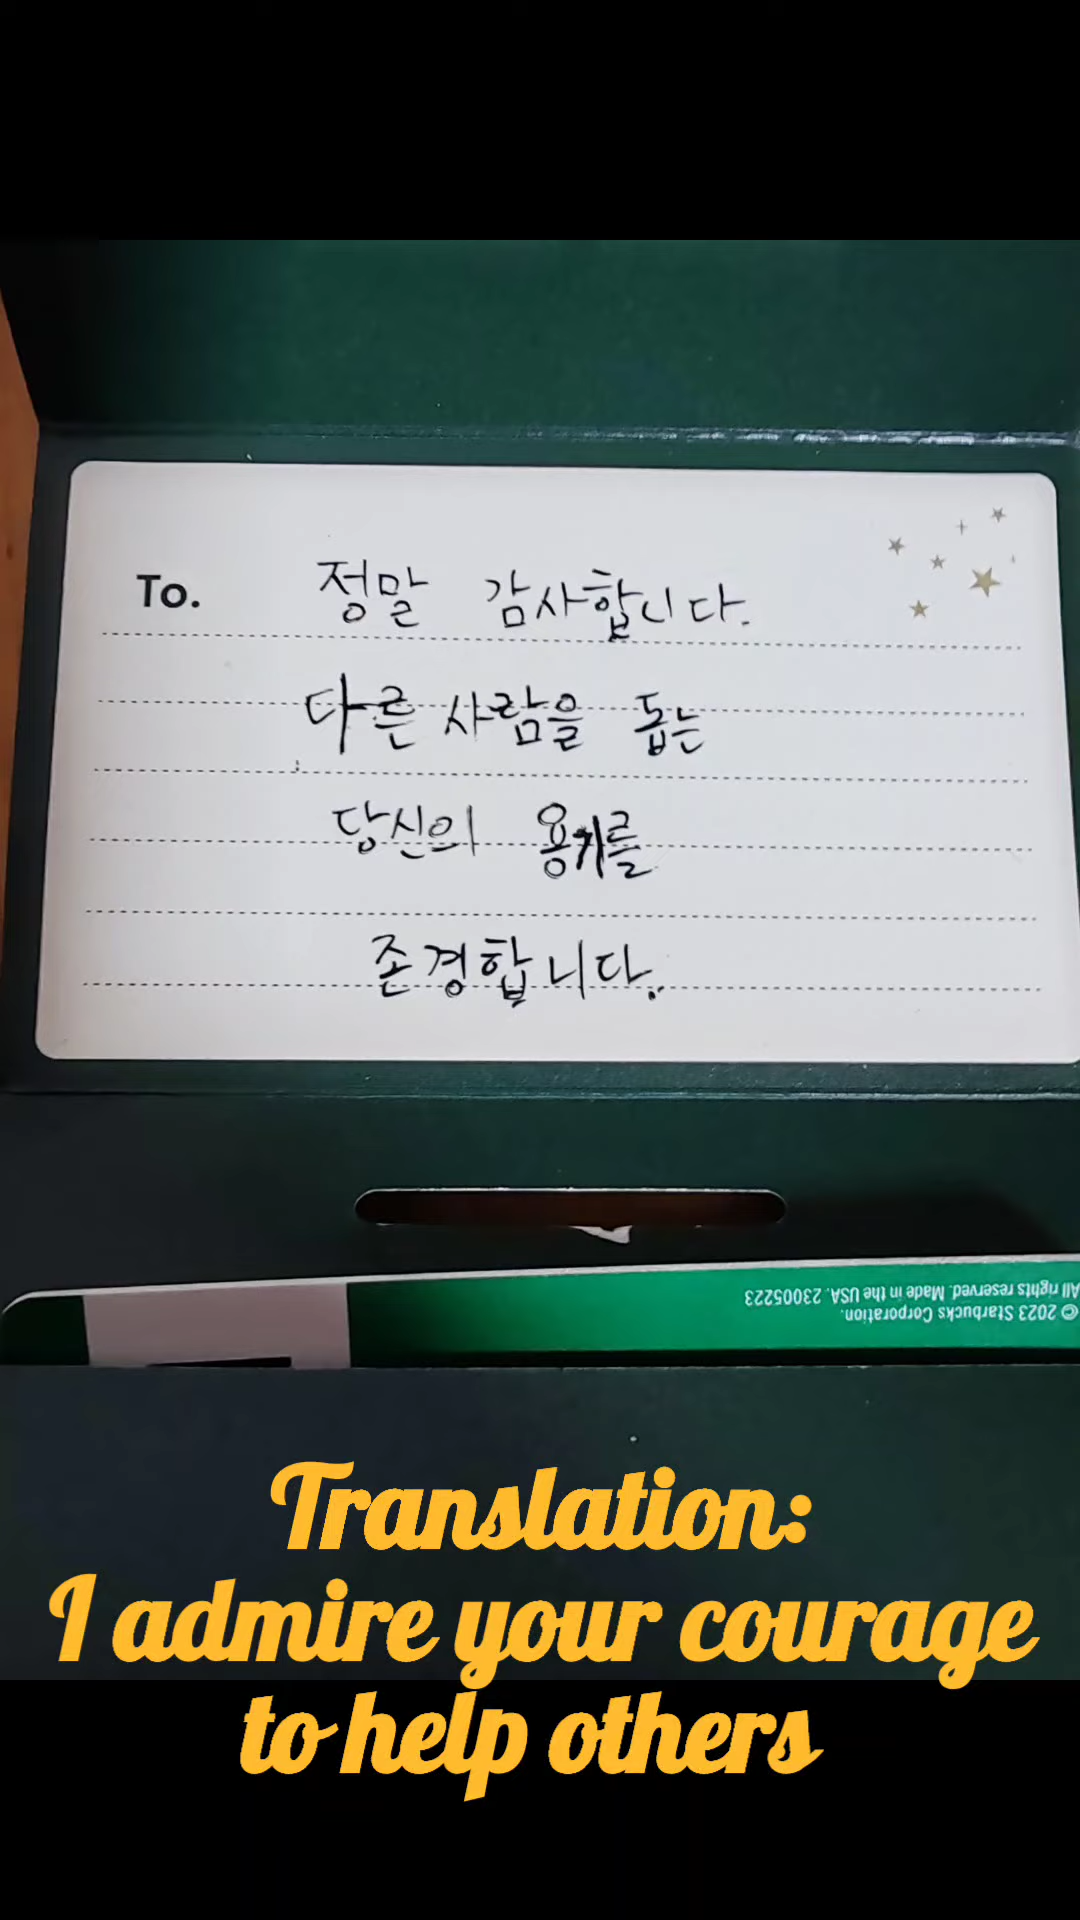 To. 정말 감사합니다.
다른 사람을 돕는
당신의 용기를
존경합니다.
All rights reserved. Made in the USA. 23005223
© 2023 Starbucks Corporation.
Translation:
I admire your courage
to help others